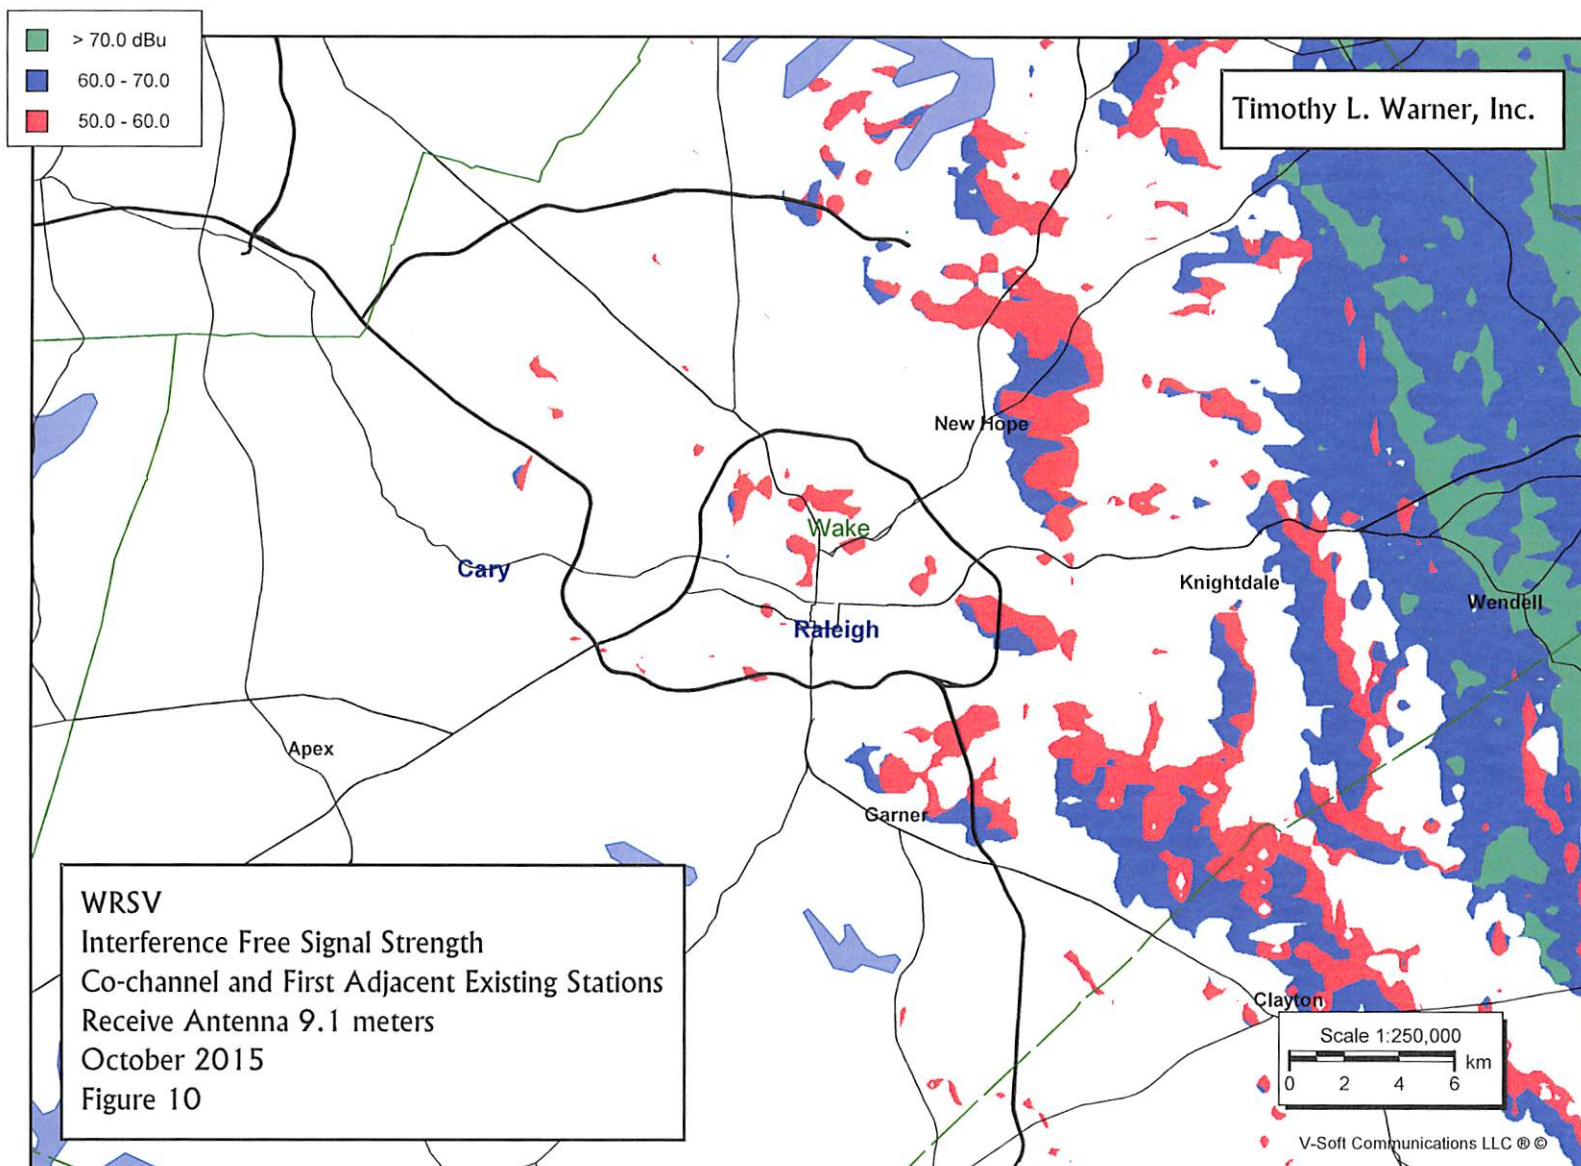 > 70.0 dBu
60.0 - 70.0
50.0 - 60.0
Timothy L. Warner, Inc.
New Hope
Wake
Cary
Knightdale
Wendell
Raleigh
Apex
Garner
WRSV
Interference Free Signal Strength
Co-channel and First Adjacent Existing Stations
Receive Antenna 9.1 meters
October 2015
Figure 10
Clayton
Scale 1:250,000
km
0 2 4 6
V-Soft Communications LLC ® ©